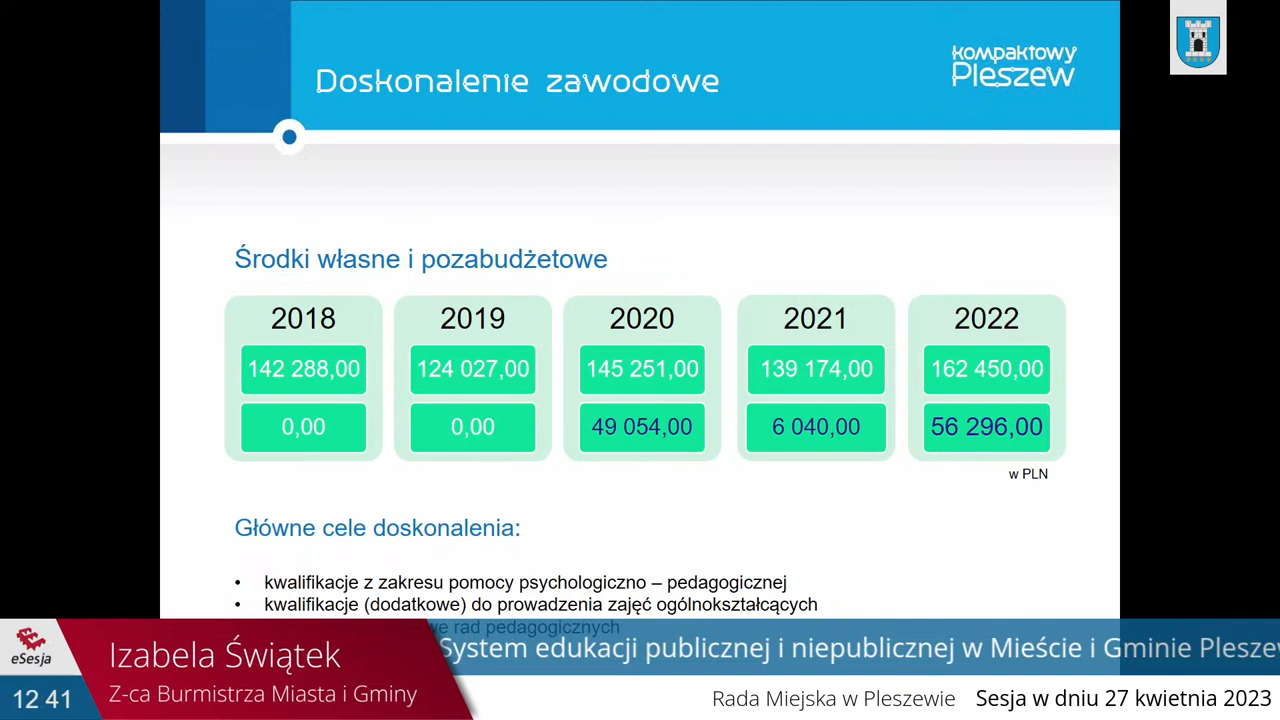 Doskonalenie zawodowe
kompaktowy
Pleszew
Środki własne i pozabudżetowe
2018 2019 2020 2021 2022
142 288,00 124 027,00 145 251,00 139 174,00 162 450,00
0,00 0,00 49 054,00 6 040,00 56 296,00
w PLN
Główne cele doskonalenia:
• kwalifikacje z zakresu pomocy psychologiczno – pedagogicznej
• kwalifikacje (dodatkowe) do prowadzenia zajęć ogólnokształcących
we rad pedagogicznych
eSesja
Izabela Świątek
Z-ca Burmistrza Miasta i Gminy
System edukacji publicznej i niepublicznej w Mieście i Gminie Pleszew
12 41
Rada Miejska w Pleszewie Sesja w dniu 27 kwietnia 2023